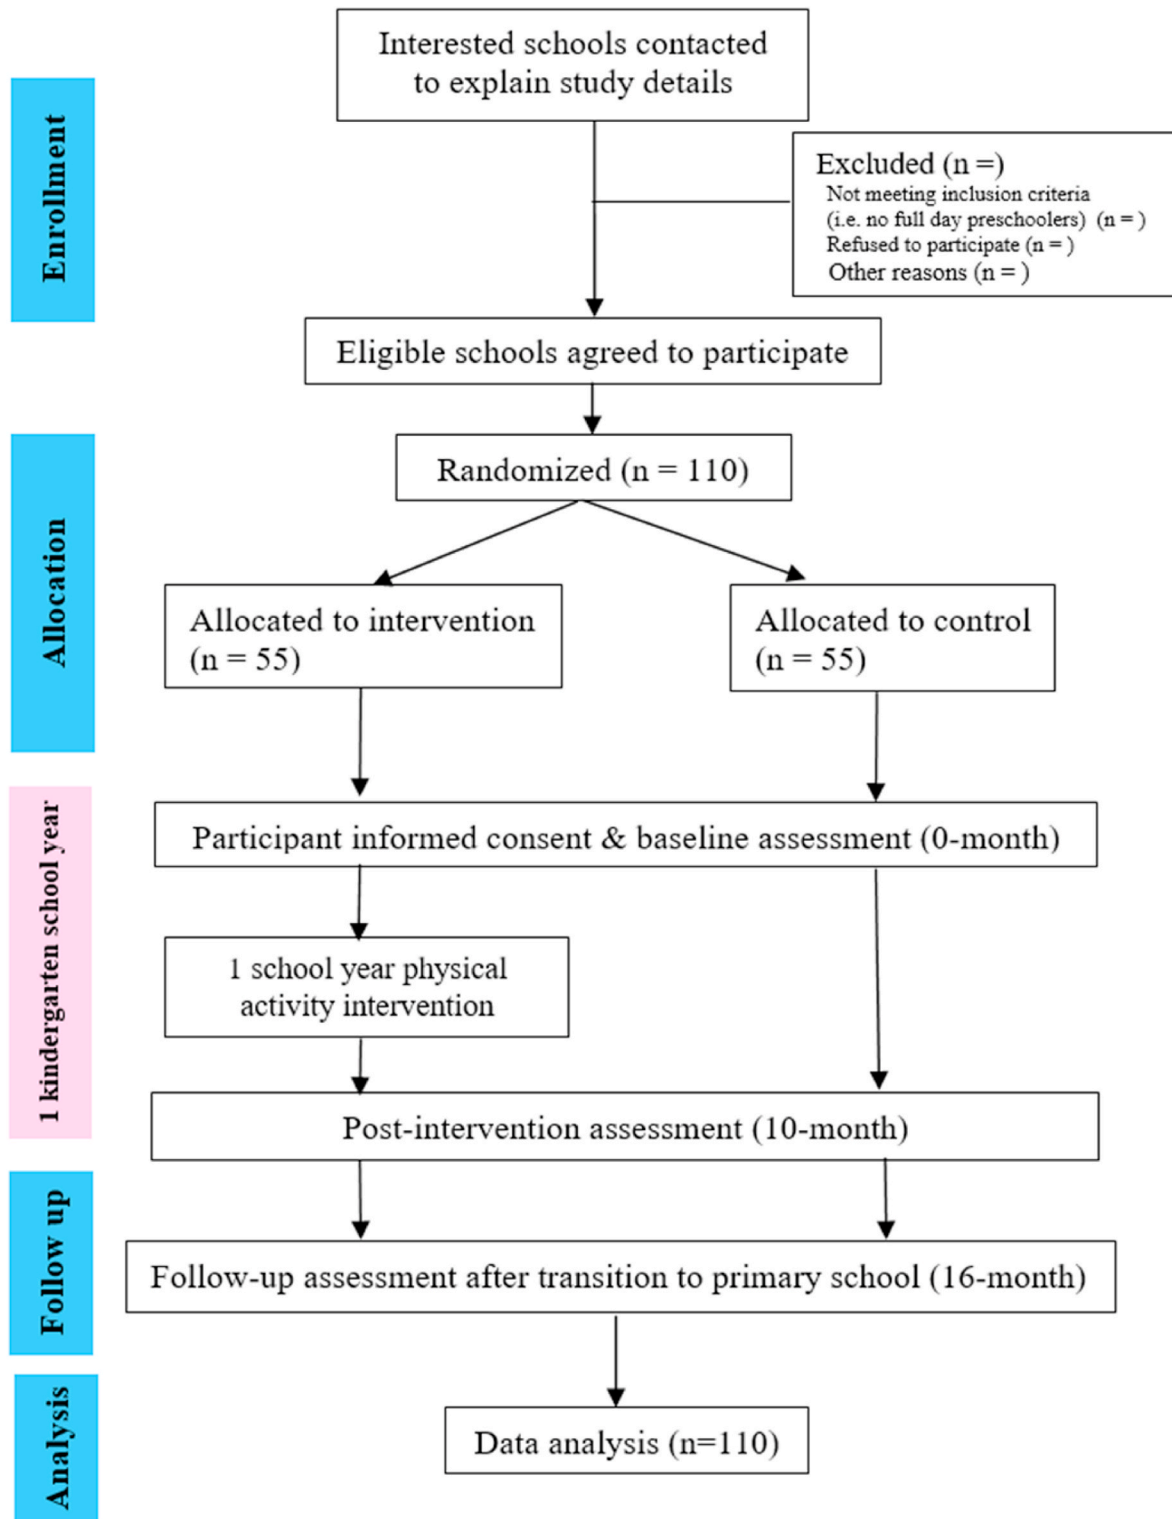 Interested schools contacted
to explain study details
Enrollment
Excluded (n =)
Not meeting inclusion criteria
(i.e. no full day preschoolers) (n = )
Refused to participate (n = )
Other reasons (n = )
Eligible schools agreed to participate
Allocation
Randomized (n = 110)
Allocated to intervention
(n = 55)
Allocated to control
(n = 55)
1 kindergarten school year
Participant informed consent & baseline assessment (0-month)
1 school year physical
activity intervention
Post-intervention assessment (10-month)
Follow up
Follow-up assessment after transition to primary school (16-month)
Analysis
Data analysis (n=110)